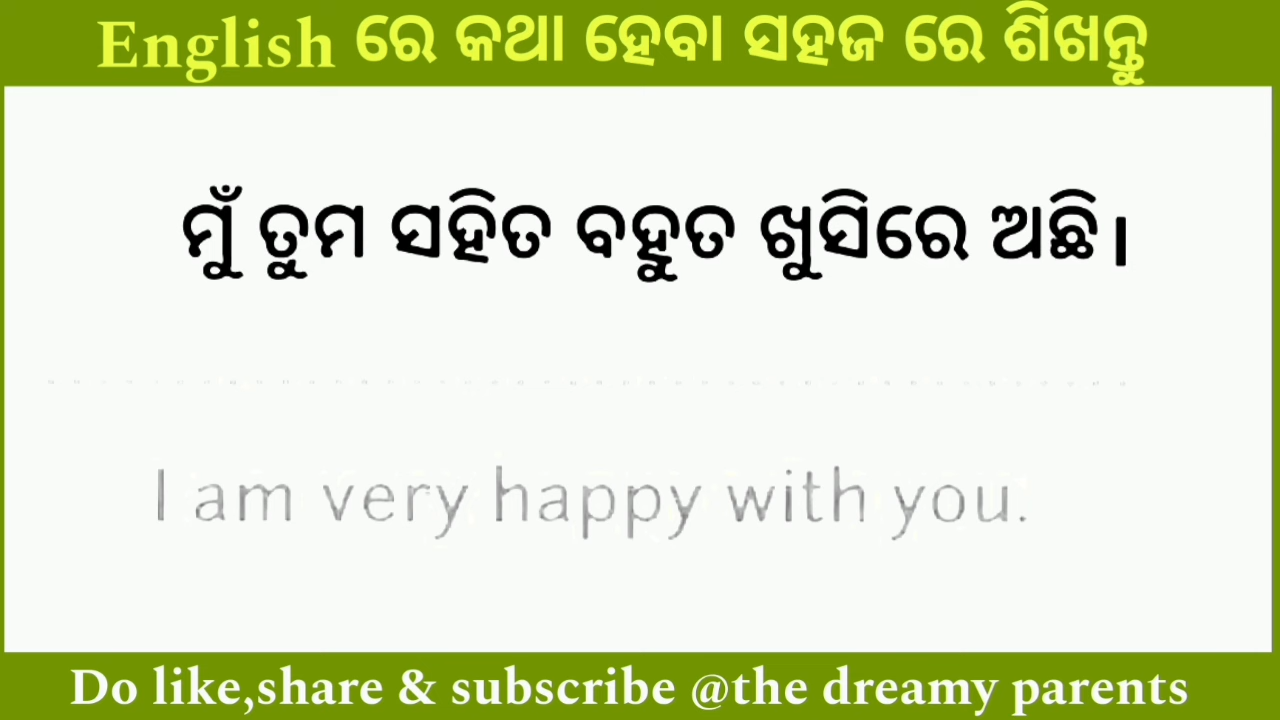 English ରେ କଥା ହେବା ସହଜ ରେ ଶିଖନ୍ତୁ
ମୁଁ ତୁମ ସହିତ ବହୁତ ଖୁସିରେ ଅଛି।
I am very happy with you.
Do like,share & subscribe @the dreamy parents